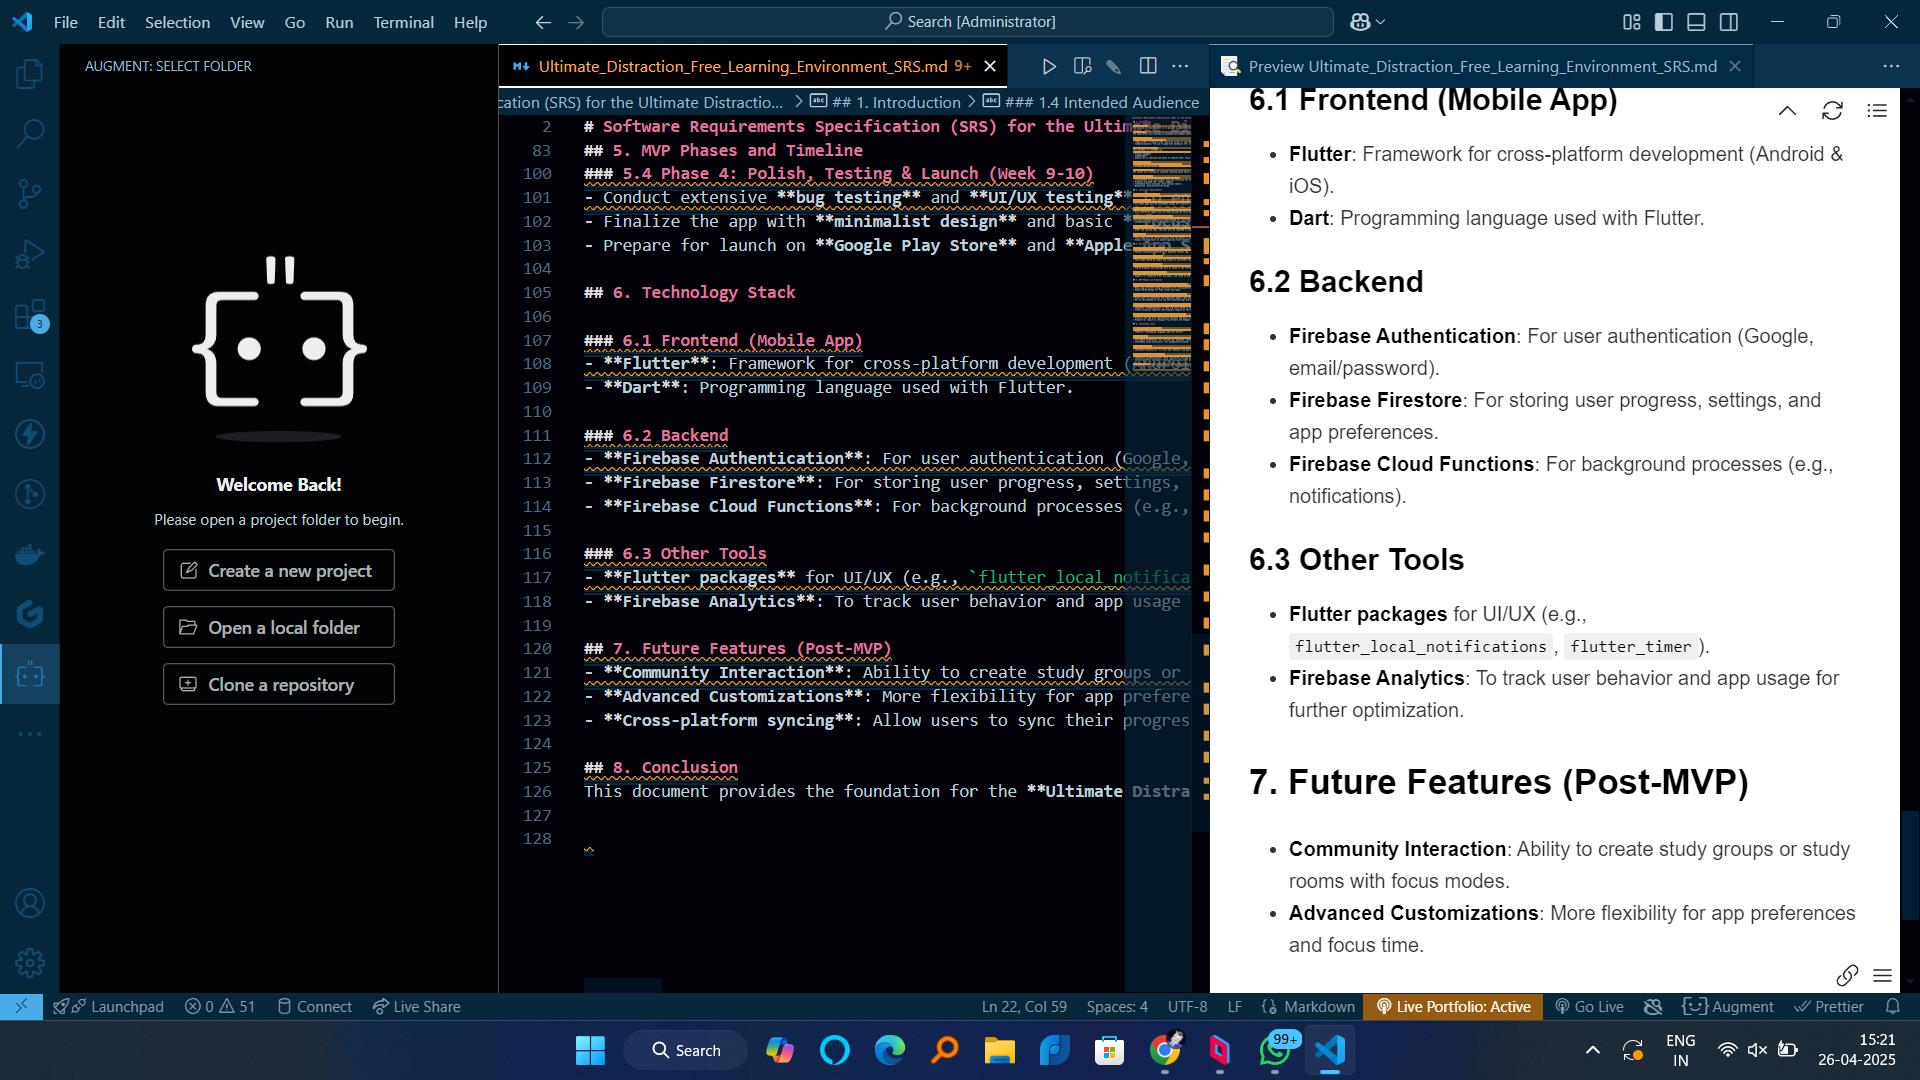 File Edit Selection View Go Run Terminal Help
Search [Administrator]
AUGMENT: SELECT FOLDER
Welcome Back!
Please open a project folder to begin.
Create a new project
Open a local folder
Clone a repository
3
Ultimate_Distraction_Free_Learning_Environment_SRS.md 9+
cation (SRS) for the Ultimate Distractio... > ## 1. Introduction > ### 1.4 Intended Audience
2 # Software Requirements Specification (SRS) for the Ultim
83 ## 5. MVP Phases and Timeline
100 ### 5.4 Phase 4: Polish, Testing & Launch (Week 9-10)
101 - Conduct extensive **bug testing** and **UI/UX testing**
102 - Finalize the app with **minimalist design** and basic *
103 - Prepare for launch on **Google Play Store** and **Apple
104
105 ## 6. Technology Stack
106
107 ### 6.1 Frontend (Mobile App)
108 - **Flutter**: Framework for cross-platform development (
109 - **Dart**: Programming language used with Flutter.
110
111 ### 6.2 Backend
112 - **Firebase Authentication**: For user authentication (Google,
113 - **Firebase Firestore**: For storing user progress, settings,
114 - **Firebase Cloud Functions**: For background processes (e.g.,
115
116 ### 6.3 Other Tools
117 - **Flutter packages** for UI/UX (e.g., `flutter_local_notifica
118 - **Firebase Analytics**: To track user behavior and app usage
119
120 ## 7. Future Features (Post-MVP)
121 - **Community Interaction**: Ability to create study groups or
122 - **Advanced Customizations**: More flexibility for app prefere
123 - **Cross-platform syncing**: Allow users to sync their progres
124
125 ## 8. Conclusion
126 This document provides the foundation for the **Ultimate Distra
127
128
Preview Ultimate_Distraction_Free_Learning_Environment_SRS.md
6.1 Frontend (Mobile App)
• Flutter: Framework for cross-platform development (Android &
iOS).
• Dart: Programming language used with Flutter.
6.2 Backend
• Firebase Authentication: For user authentication (Google,
email/password).
• Firebase Firestore: For storing user progress, settings, and
app preferences.
• Firebase Cloud Functions: For background processes (e.g.,
notifications).
6.3 Other Tools
• Flutter packages for UI/UX (e.g.,
flutter_local_notifications, flutter_timer).
• Firebase Analytics: To track user behavior and app usage for
further optimization.
7. Future Features (Post-MVP)
• Community Interaction: Ability to create study groups or study
rooms with focus modes.
• Advanced Customizations: More flexibility for app preferences
and focus time.
Launchpad 0 51 Connect Live Share Ln 22, Col 59 Spaces: 4 UTF-8 LF Markdown Live Portfolio: Active Go Live Augment Prettier
Search
99+
ENG
IN
15:21
26-04-2025